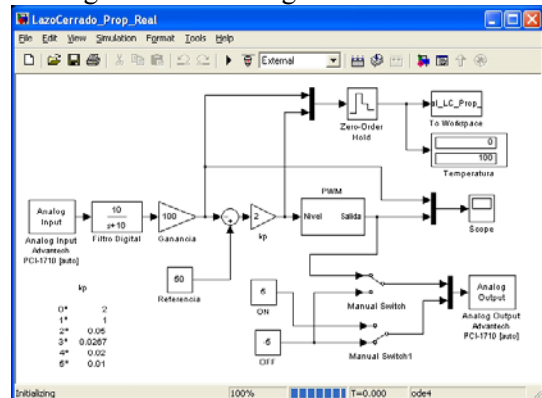 LazoCerrado_Prop_Real
File Edit View Simulation Format Tools Help
External
al_LC_Prop_
To Workspace
Zero-Order
Hold
0
100
Temperatura
PWM
Analog
Input
Analog Input
Advantech
PCI-1710 [auto]
10
s+10
Filtro Digital
100
Ganancia
2
kp
Nivel Salida
Scope
50
Referencia
5
ON
-5
OFF
Manual Switch
Manual Switch1
Analog
Output
Analog Output
Advantech
PCI-1710 [auto]
kp
0* 2
1* 1
2* 0.05
3* 0.0267
4* 0.02
5* 0.01
Initializing 100% T=0.000 ode4